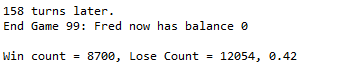 158 turns later.
End Game 99: Fred now has balance 0
Win count = 8700, Lose Count = 12054, 0.42